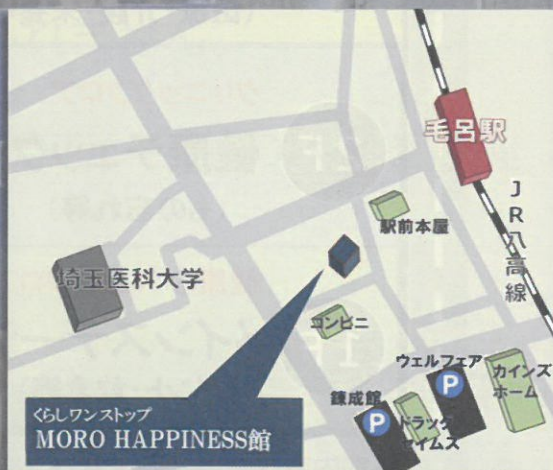 毛呂駅
JR八高線
駅前本屋
埼玉医科大学
コンビニ
ウェルフェア
カインズ
ホーム
P
錬成館
P
ドラッグ
タイムズ
くらしワンストップ
MORO HAPPINESS館